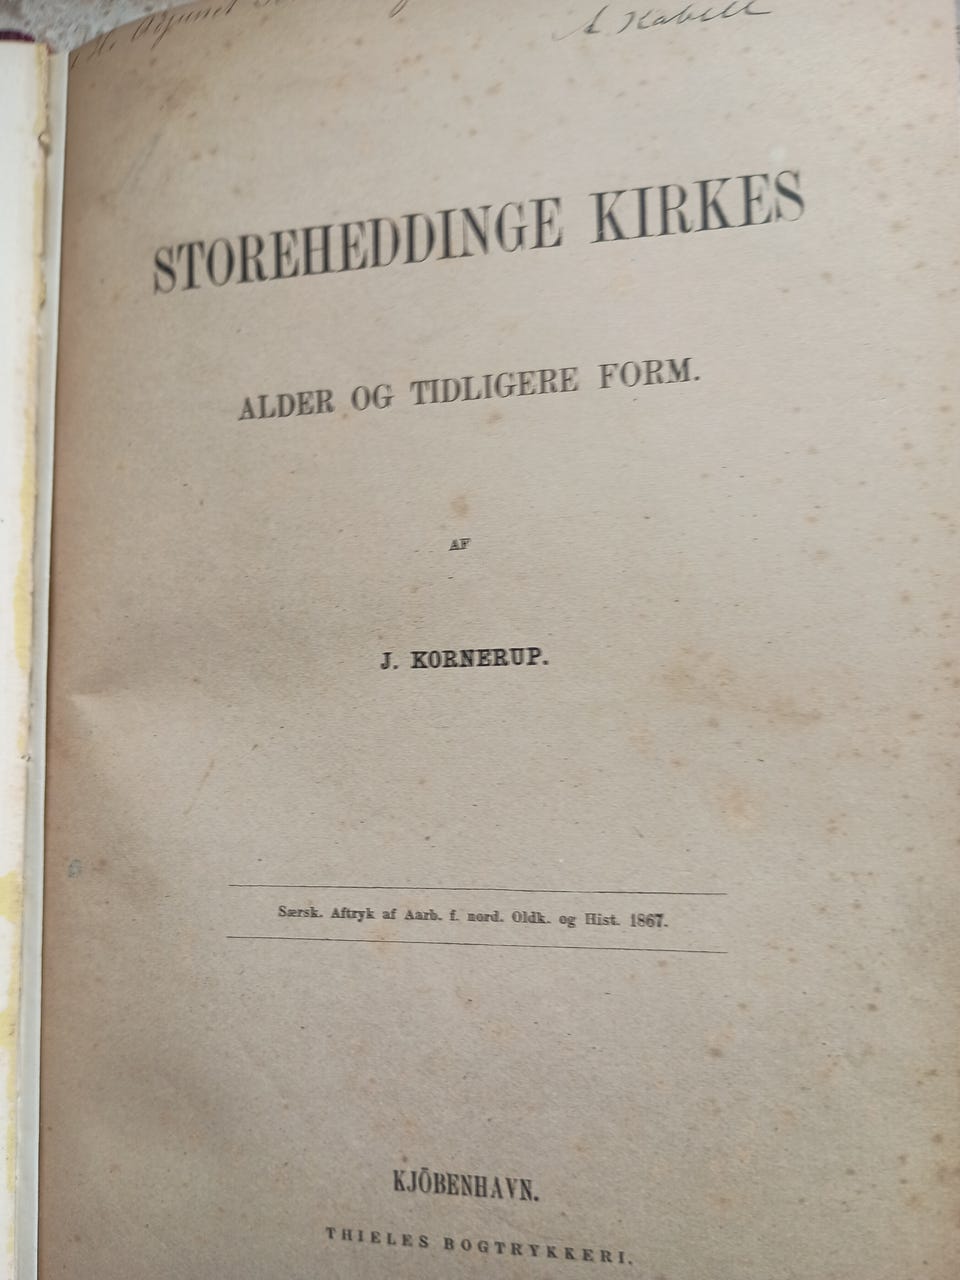 A Kabell
STOREHEDDINGE KIRKES
ALDER OG TIDLIGERE FORM.
AF
J. KORNERUP.
Særsk. Aftryk af Aarb. f. nord. Oldk. og Hist. 1867.
KJÖBENHAVN.
THIELES BOGTRYKKERI.